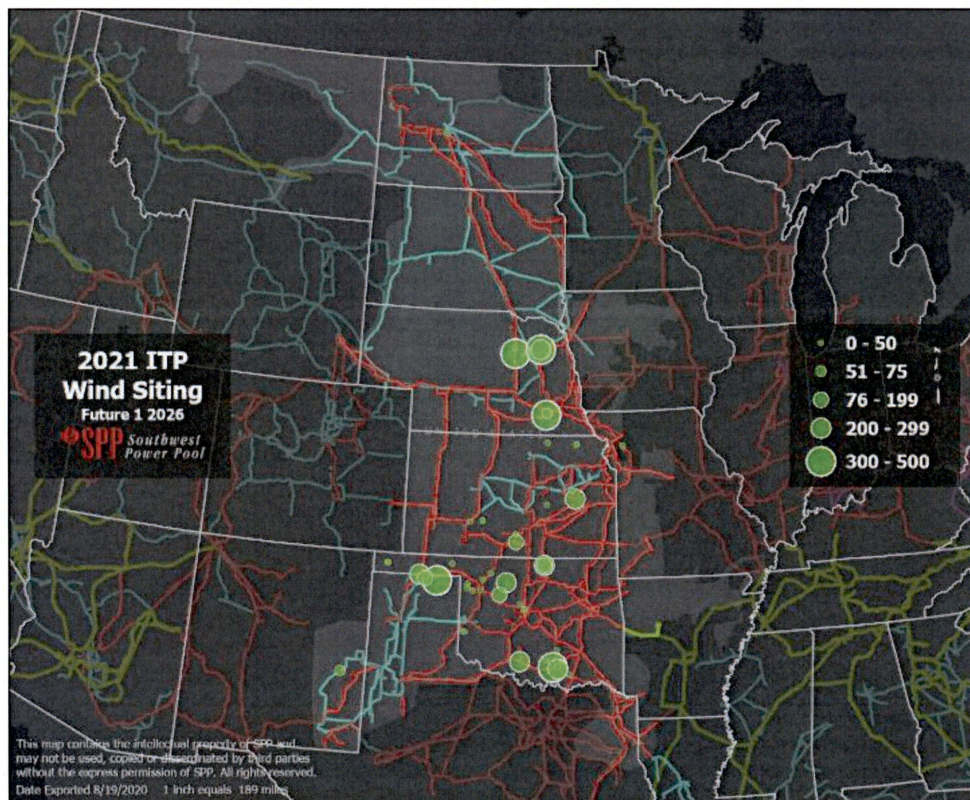 2021 ITP
Wind Siting
Future 1 2026
SPP Southwest
Power Pool
0 - 50
51 - 75
76 - 199
200 - 299
300 - 500
This map contains the intellectual property of SPP and
may not be used, copied or disseminated by third parties
without the express permission of SPP. All rights reserved.
Date Exported 8/19/2020 1 inch equals 189 miles